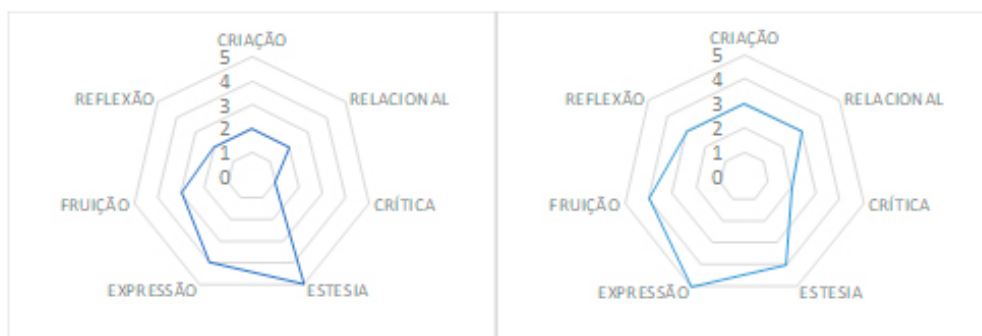 CRIAÇÃO
5
4
3
2
1
0
REFLEXÃO
RELACIONAL
FRUIÇÃO
CRÍTICA
EXPRESSÃO
ESTESIA
CRIAÇÃO
5
4
3
2
1
0
REFLEXÃO
RELACIONAL
FRUIÇÃO
CRÍTICA
EXPRESSÃO
ESTESIA